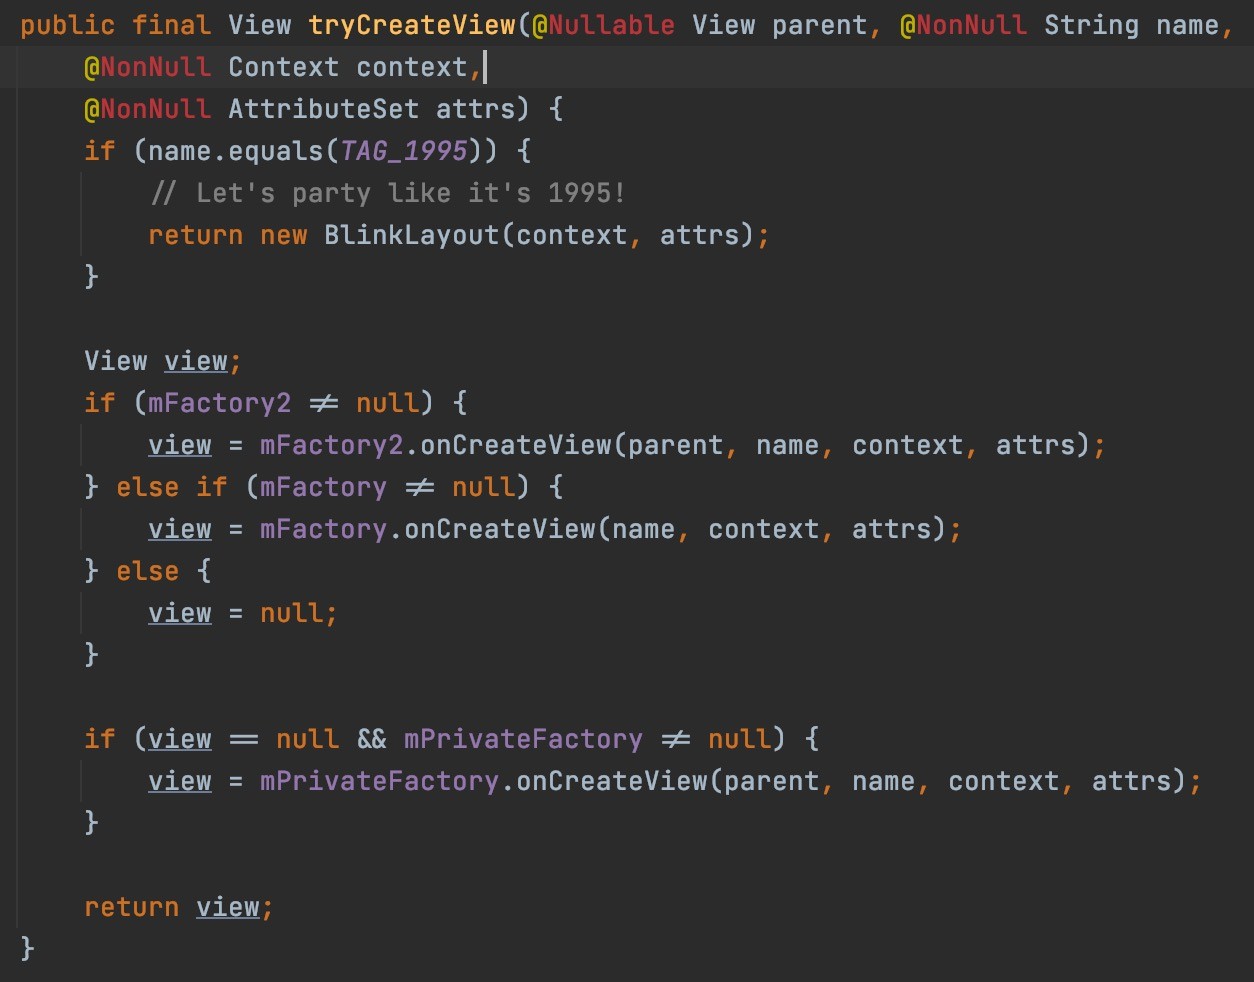 public final View tryCreateView(@Nullable View parent, @NonNull String name,
@NonNull Context context,
@NonNull AttributeSet attrs) {
if (name.equals(TAG_1995)) {
// Let's party like it's 1995!
return new BlinkLayout(context, attrs);
}
View view;
if (mFactory2 != null) {
view = mFactory2.onCreateView(parent, name, context, attrs);
} else if (mFactory != null) {
view = mFactory.onCreateView(name, context, attrs);
} else {
view = null;
}
if (view == null && mPrivateFactory != null) {
view = mPrivateFactory.onCreateView(parent, name, context, attrs);
}
return view;
}